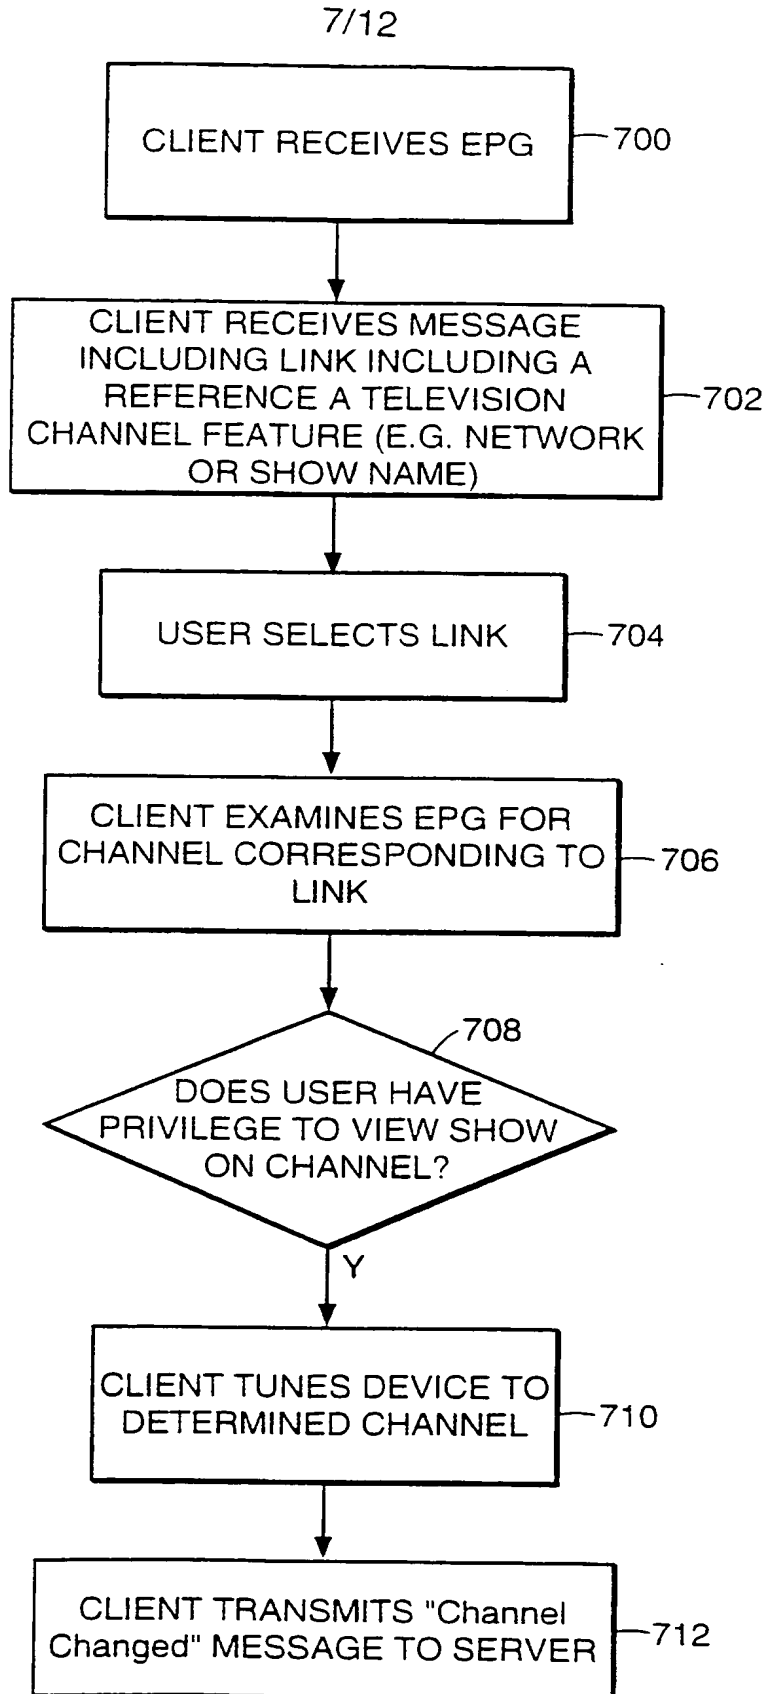 7/12
CLIENT RECEIVES EPG
700
CLIENT RECEIVES MESSAGE
INCLUDING LINK INCLUDING A
REFERENCE A TELEVISION
CHANNEL FEATURE (E.G. NETWORK
OR SHOW NAME)
702
USER SELECTS LINK
704
CLIENT EXAMINES EPG FOR
CHANNEL CORRESPONDING TO
LINK
706
708
DOES USER HAVE
PRIVILEGE TO VIEW SHOW
ON CHANNEL?
Y
CLIENT TUNES DEVICE TO
DETERMINED CHANNEL
710
CLIENT TRANSMITS "Channel
Changed" MESSAGE TO SERVER
712